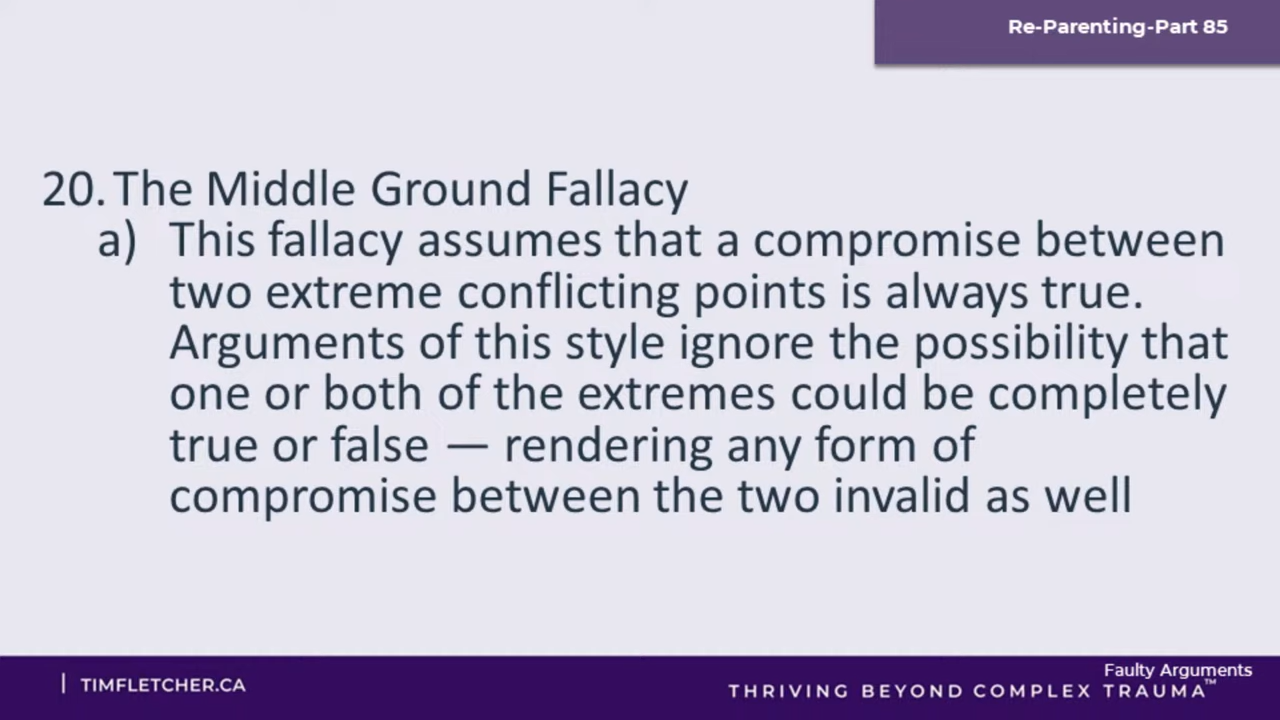 Re-Parenting-Part 85
20. The Middle Ground Fallacy
a) This fallacy assumes that a compromise between
two extreme conflicting points is always true.
Arguments of this style ignore the possibility that
one or both of the extremes could be completely
true or false — rendering any form of
compromise between the two invalid as well
| TIMFLETCHER.CA
Faulty Arguments
THRIVING BEYOND COMPLEX TRAUMA™